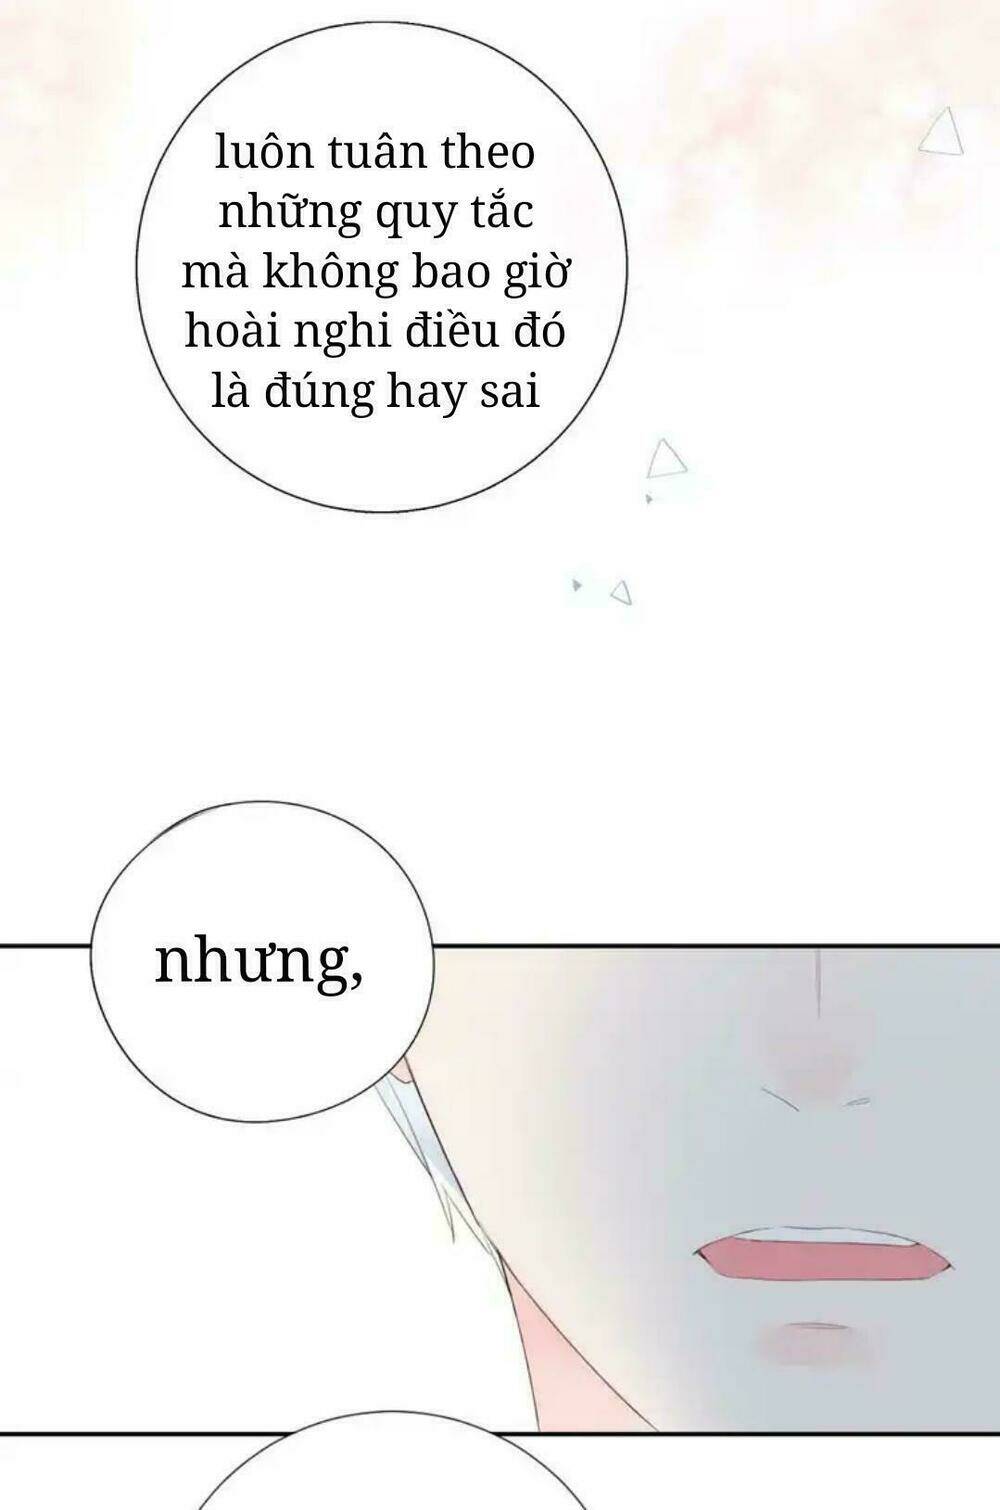 luôn tuân theo
những quy tắc
mà không bao giờ
hoài nghi điều đó
là đúng hay sai
nhưng,